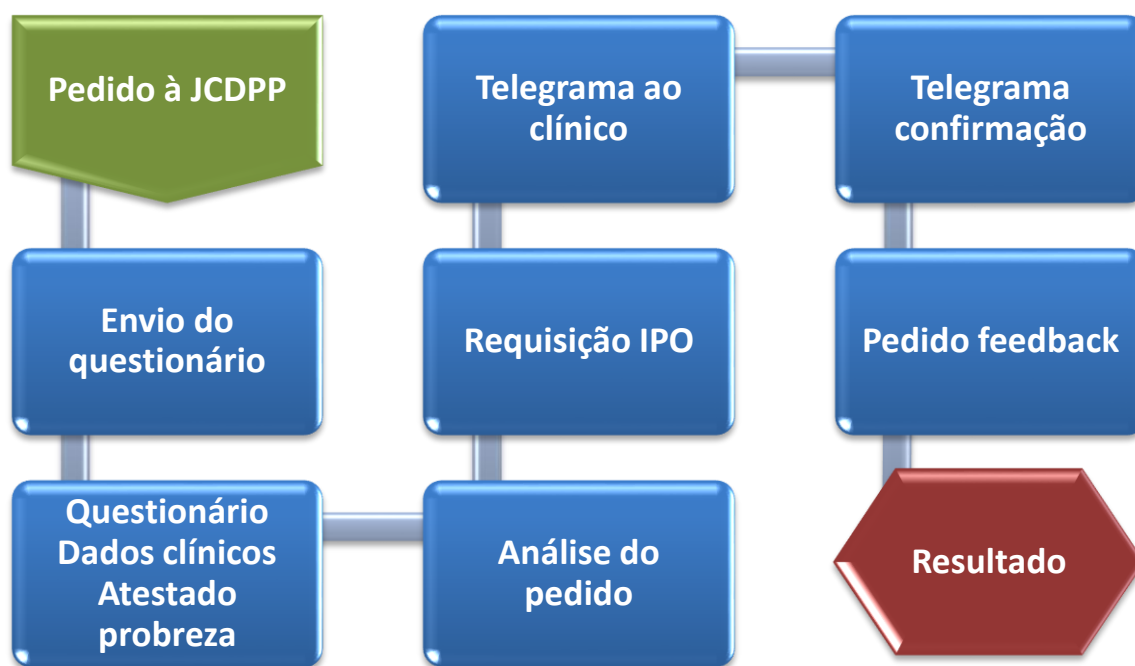 Pedido à JCDPP
Envio do
questionário
Questionário
Dados clínicos
Atestado
probreza
Análise do
pedido
Requisição IPO
Telegrama ao
clínico
Telegrama
confirmação
Pedido feedback
Resultado